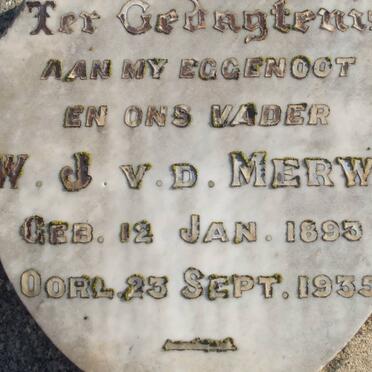 Ter Gedagtenis
AAN MY EGGENOOT
EN ONS VADER
W. J. V. D. MERW
GEB. 12 JAN. 1893
OORL. 23 SEPT. 1935